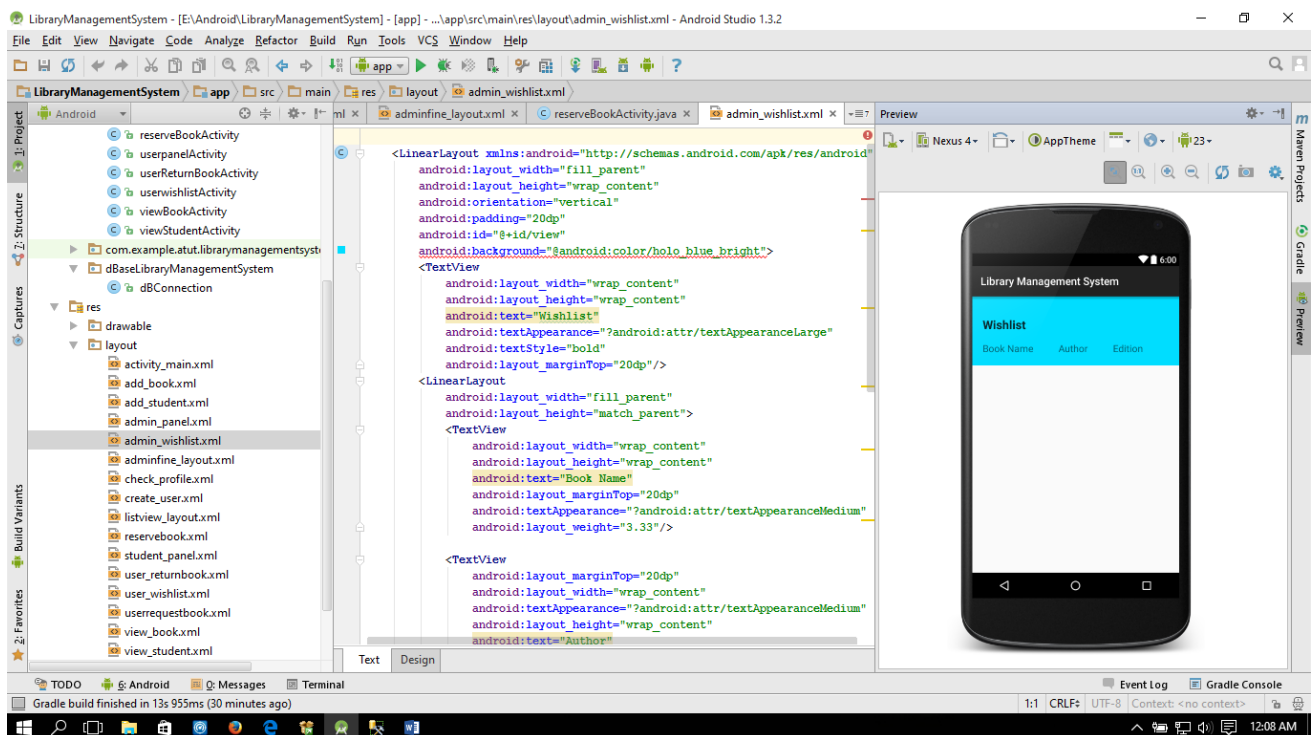 LibraryManagementSystem - [E:\Android\LibraryManagementSystem] - [app] - ...\app\src\main\res\layout\admin_wishlist.xml - Android Studio 1.3.2
File Edit View Navigate Code Analyze Refactor Build Run Tools VCS Window Help
app
LibraryManagementSystem app src main res layout admin_wishlist.xml
Android
ml × adminfine_layout.xml × reserveBookActivity.java × admin_wishlist.xml ×
1: Project
7: Structure
Captures
Build Variants
2: Favorites
reserveBookActivity
userpanelActivity
userReturnBookActivity
userwishlistActivity
viewBookActivity
viewStudentActivity
com.example.atut.librarymanagementsyste
dBaseLibraryManagementSystem
dBConnection
res
drawable
layout
activity_main.xml
add_book.xml
add_student.xml
admin_panel.xml
admin_wishlist.xml
adminfine_layout.xml
check_profile.xml
create_user.xml
listview_layout.xml
reservebook.xml
student_panel.xml
user_returnbook.xml
user_wishlist.xml
userrequestbook.xml
view_book.xml
view_student.xml
<LinearLayout xmlns:android="http://schemas.android.com/apk/res/android"
android:layout_width="fill_parent"
android:layout_height="wrap_content"
android:orientation="vertical"
android:padding="20dp"
android:id="@+id/view"
android:background="@android:color/holo_blue_bright">
<TextView
android:layout_width="wrap_content"
android:layout_height="wrap_content"
android:text="Wishlist"
android:textAppearance="?android:attr/textAppearanceLarge"
android:textStyle="bold"
android:layout_marginTop="20dp"/>
<LinearLayout
android:layout_width="fill_parent"
android:layout_height="match_parent">
<TextView
android:layout_width="wrap_content"
android:layout_height="wrap_content"
android:text="Book Name"
android:layout_marginTop="20dp"
android:textAppearance="?android:attr/textAppearanceMedium"
android:layout_weight="3.33"/>
<TextView
android:layout_marginTop="20dp"
android:layout_width="wrap_content"
android:textAppearance="?android:attr/textAppearanceMedium"
android:layout_height="wrap_content"
android:text="Author"
Text Design
Preview
Nexus 4 AppTheme 23
6:00
Library Management System
Wishlist
Book Name Author Edition
Maven Projects
Gradle
Preview
TODO 6: Android 0: Messages Terminal Event Log Gradle Console
Gradle build finished in 13s 955ms (30 minutes ago) 1:1 CRLF UTF-8 Context: <no context>
12:08 AM